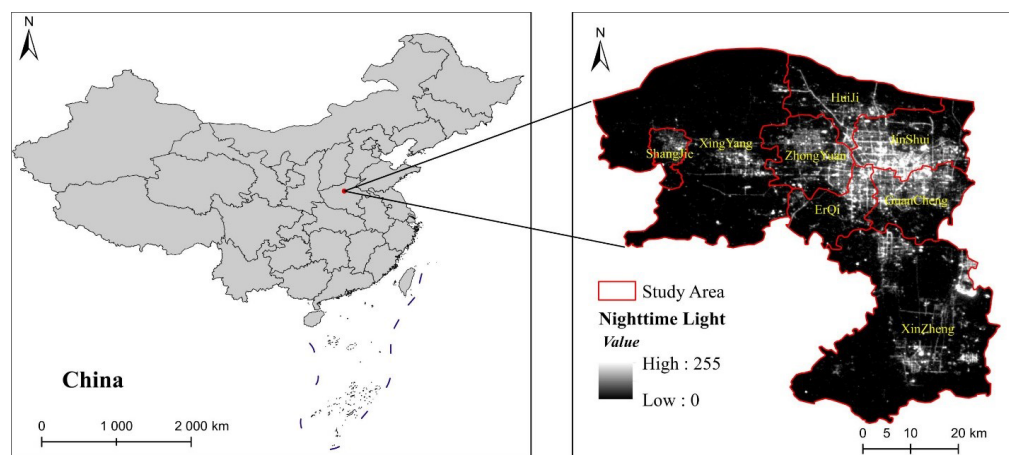 N
China
0 1 000 2 000 km
N
HuiJi
JinShui
XingYang
ShangJie
ZhongYuan
GuanCheng
ErQi
XinZheng
Study Area
Nighttime Light
Value
High : 255
Low : 0
0 5 10 20 km